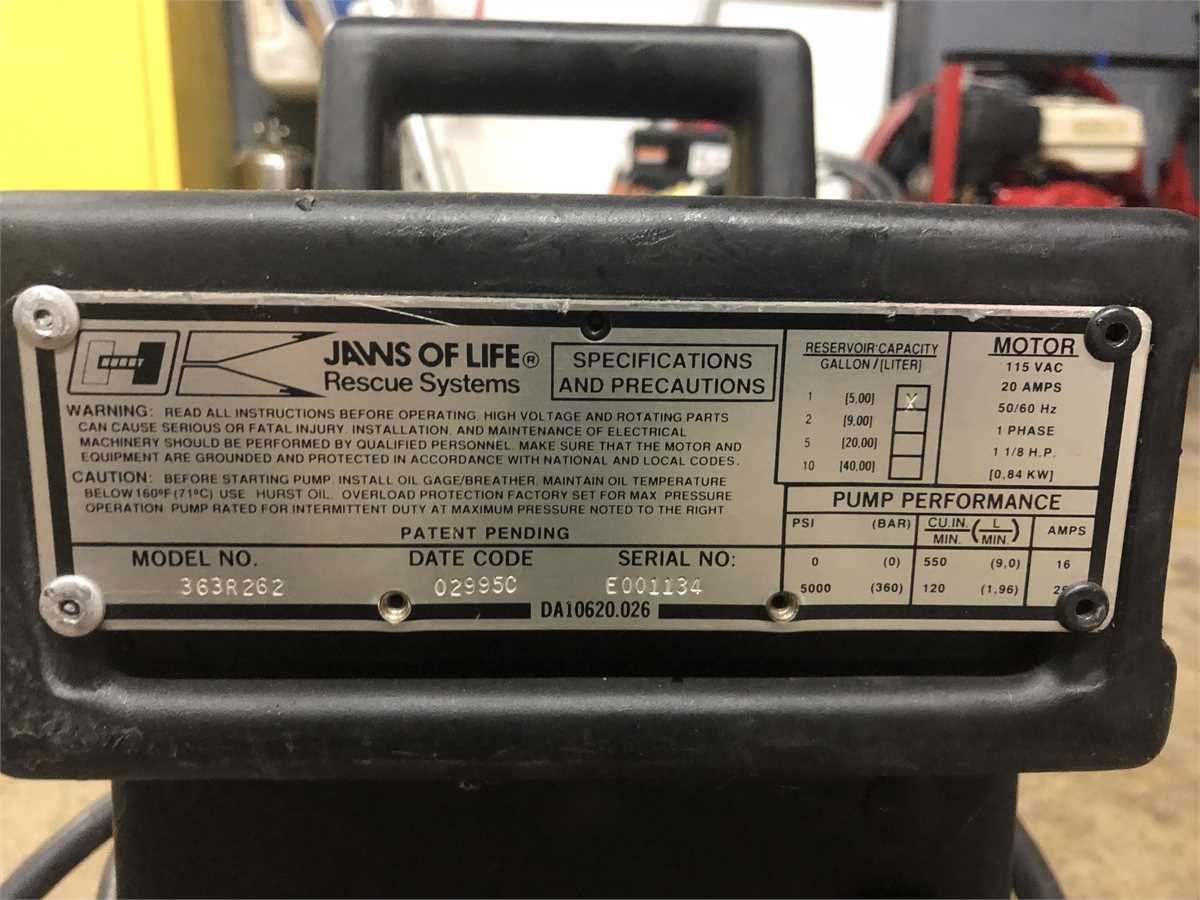 HURST
JAWS OF LIFE®
Rescue Systems
SPECIFICATIONS
AND PRECAUTIONS
WARNING: READ ALL INSTRUCTIONS BEFORE OPERATING, HIGH VOLTAGE AND ROTATING PARTS
CAN CAUSE SERIOUS OR FATAL INJURY. INSTALLATION, AND MAINTENANCE OF ELECTRICAL
MACHINERY SHOULD BE PERFORMED BY QUALIFIED PERSONNEL. MAKE SURE THAT THE MOTOR AND
EQUIPMENT ARE GROUNDED AND PROTECTED IN ACCORDANCE WITH NATIONAL AND LOCAL CODES.
CAUTION: BEFORE STARTING PUMP, INSTALL OIL GAGE/BREATHER, MAINTAIN OIL TEMPERATURE
BELOW 160ºF (71ºC) USE HURST OIL. OVERLOAD PROTECTION FACTORY SET FOR MAX PRESSURE
OPERATION. PUMP RATED FOR INTERMITTENT DUTY AT MAXIMUM PRESSURE NOTED TO THE RIGHT
PATENT PENDING
MODEL NO. DATE CODE SERIAL NO:
363R262 02995C E001134
DA10620.026
RESERVOIR CAPACITY
GALLON/[LITER]
1 [5,00] X
2 [9,00]
5 [20,00]
10 [40,00]
MOTOR
115 VAC
20 AMPS
50/60 Hz
1 PHASE
1 1/8 H.P.
[0,84 KW]
PUMP PERFORMANCE
PSI (BAR) CU.IN./MIN. (L/MIN.) AMPS
0 (0) 550 (9,0) 16
5000 (360) 120 (1,96)